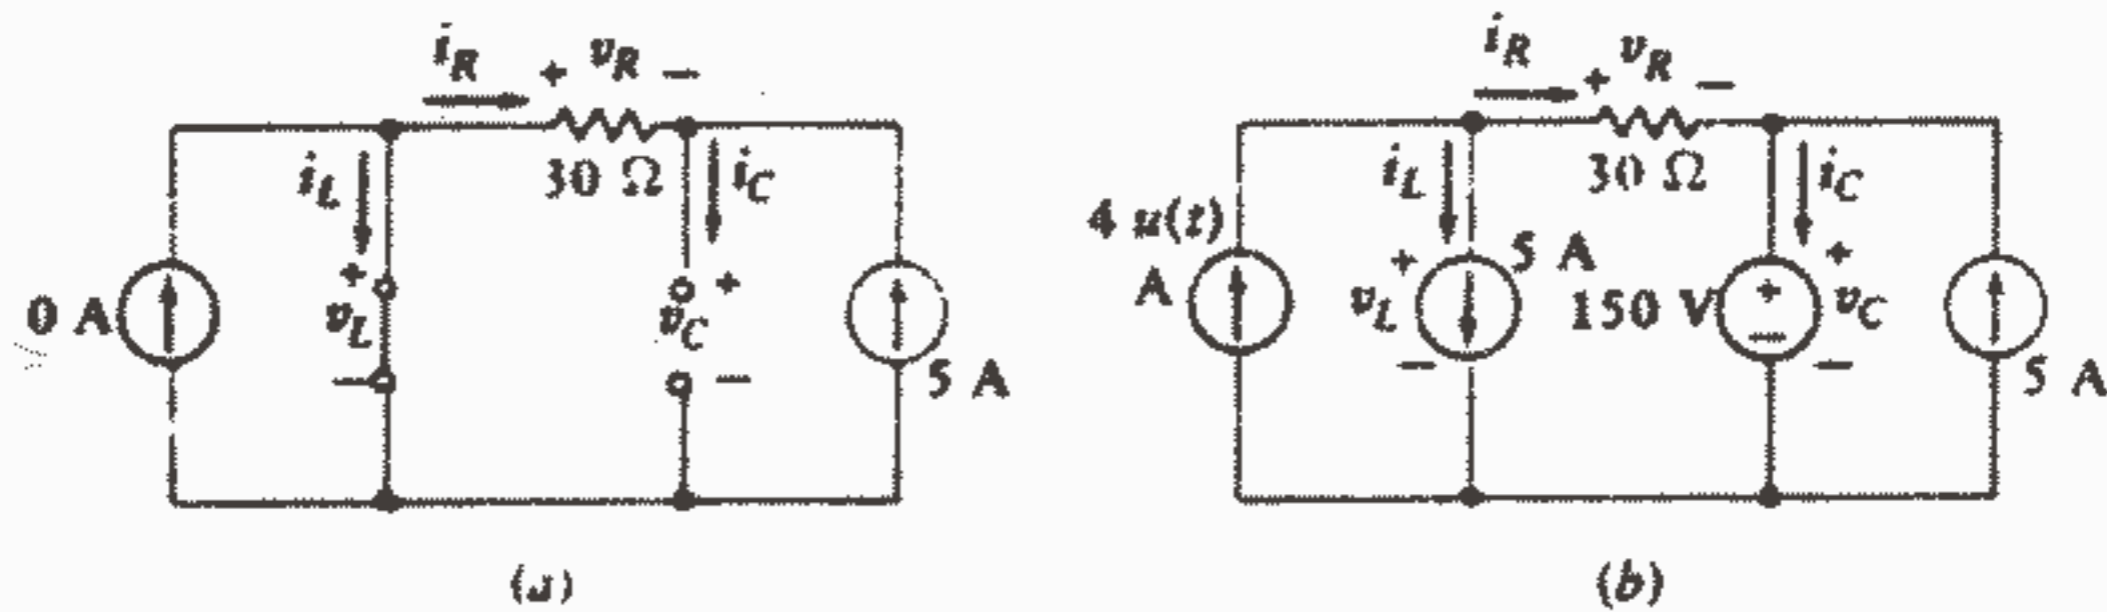 i_R + v_R −
30 Ω
i_L
i_C
0 A
+
v_L
−
+
v_C
−
5 A
(a)
i_R + v_R −
30 Ω
i_L
i_C
4 u(t)
A
+
v_L
−
5 A
150 V
+
−
+
v_C
−
5 A
(b)